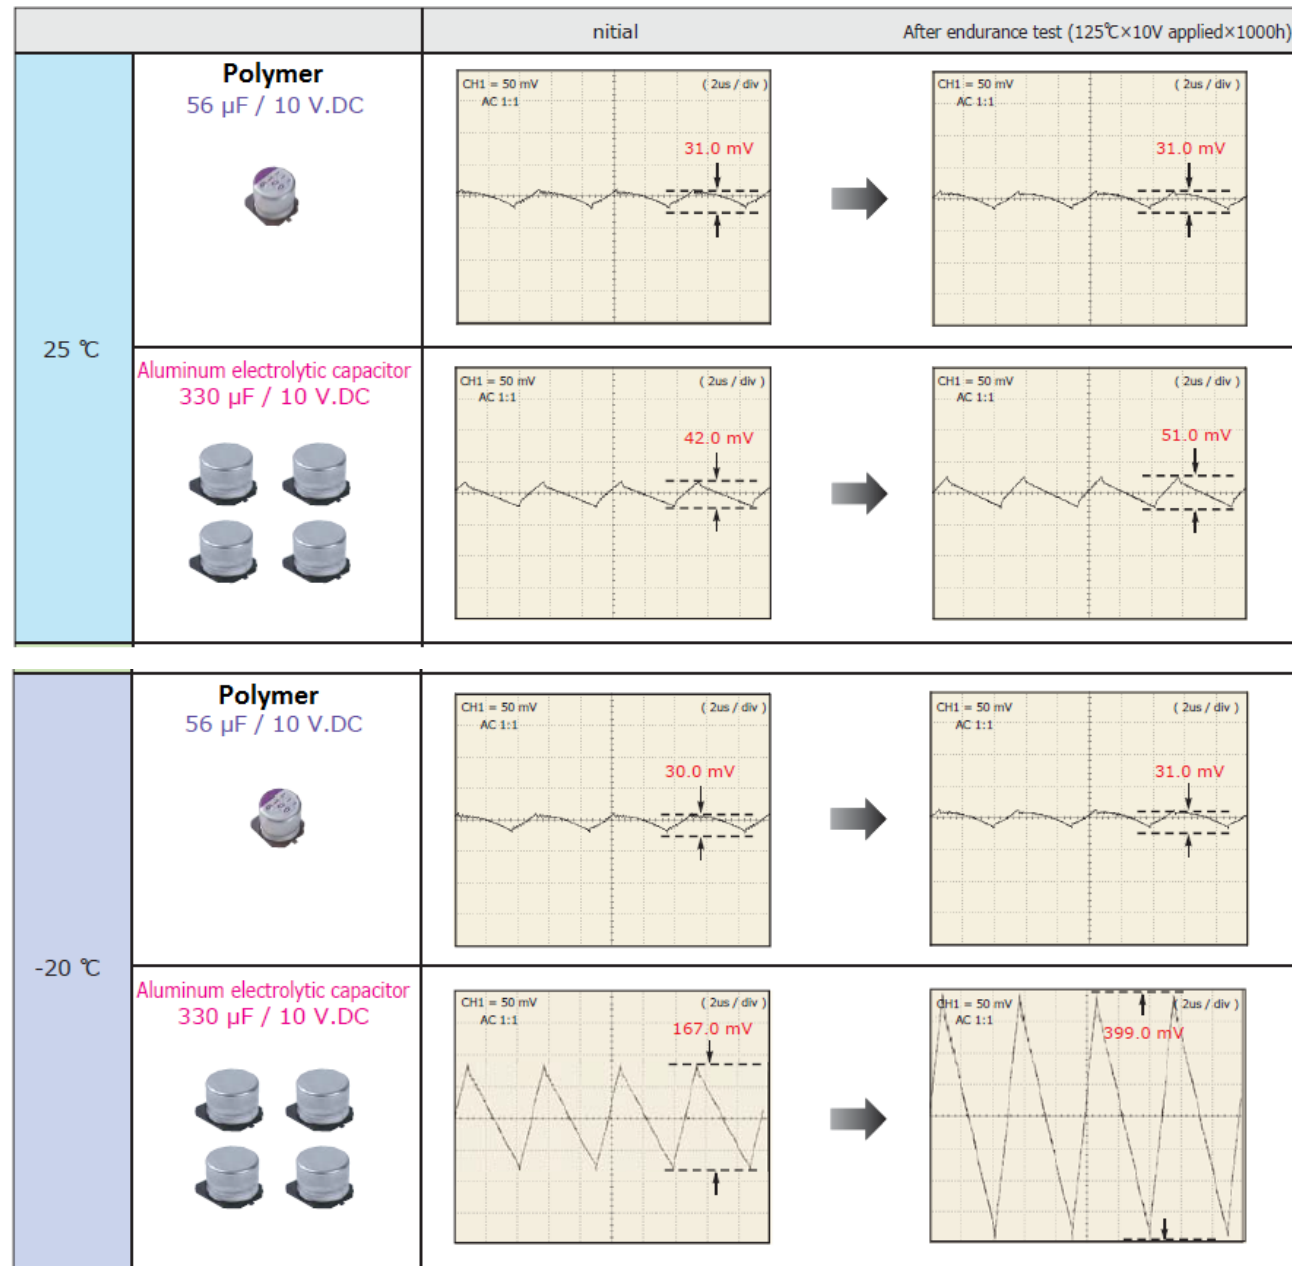 nitial
After endurance test (125℃×10V applied×1000h)
25 ℃
Polymer
56 µF / 10 V.DC
CH1 = 50 mV
( 2us / div )
AC 1:1
31.0 mV
CH1 = 50 mV
( 2us / div )
AC 1:1
31.0 mV
Aluminum electrolytic capacitor
330 µF / 10 V.DC
CH1 = 50 mV
( 2us / div )
AC 1:1
42.0 mV
CH1 = 50 mV
( 2us / div )
AC 1:1
51.0 mV
-20 ℃
Polymer
56 µF / 10 V.DC
CH1 = 50 mV
( 2us / div )
AC 1:1
30.0 mV
CH1 = 50 mV
( 2us / div )
AC 1:1
31.0 mV
Aluminum electrolytic capacitor
330 µF / 10 V.DC
CH1 = 50 mV
( 2us / div )
AC 1:1
167.0 mV
CH1 = 50 mV
( 2us / div )
AC 1:1
399.0 mV